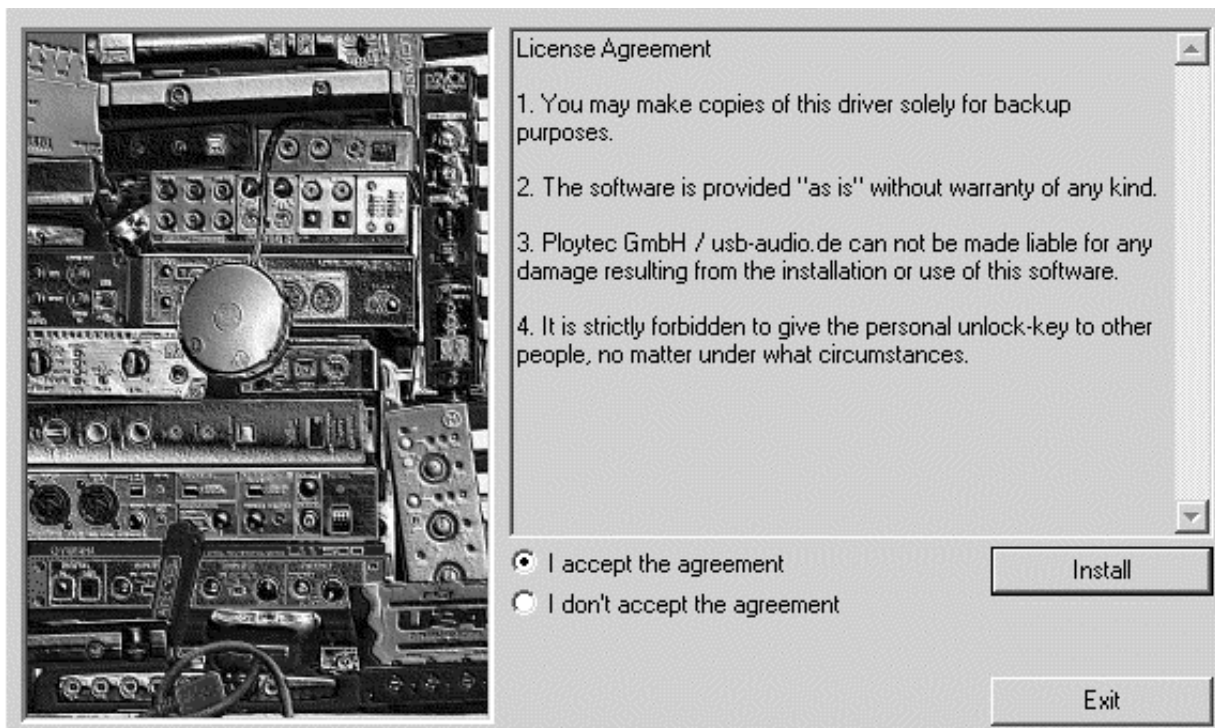 License Agreement
1. You may make copies of this driver solely for backup
purposes.
2. The software is provided "as is" without warranty of any kind.
3. Ploytec GmbH / usb-audio.de can not be made liable for any
damage resulting from the installation or use of this software.
4. It is strictly forbidden to give the personal unlock-key to other
people, no matter under what circumstances.
I accept the agreement
I don't accept the agreement
Install
Exit